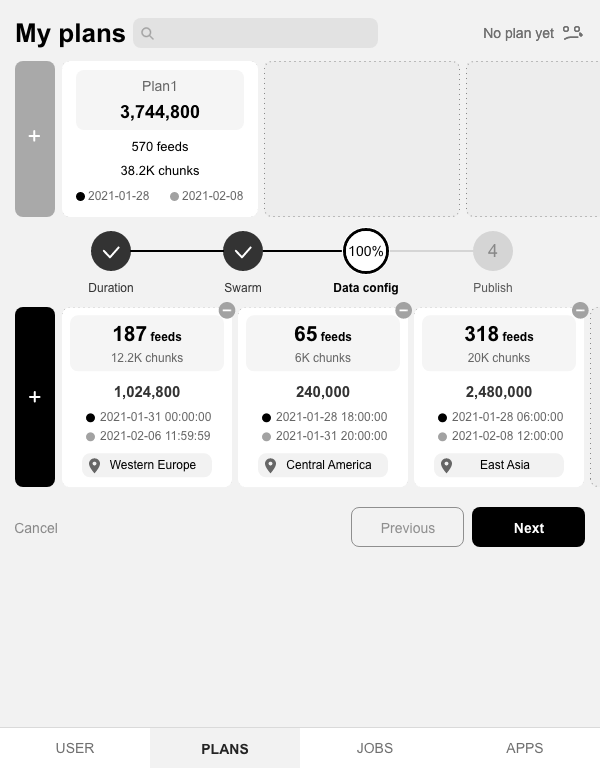 My plans
No plan yet
+
Plan1
3,744,800
570 feeds
38.2K chunks
2021-01-28
2021-02-08
100%
4
Duration
Swarm
Data config
Publish
+
187 feeds
12.2K chunks
1,024,800
2021-01-31 00:00:00
2021-02-06 11:59:59
Western Europe
65 feeds
6K chunks
240,000
2021-01-28 18:00:00
2021-01-31 20:00:00
Central America
318 feeds
20K chunks
2,480,000
2021-01-28 06:00:00
2021-02-08 12:00:00
East Asia
Cancel
Previous
Next
USER
PLANS
JOBS
APPS